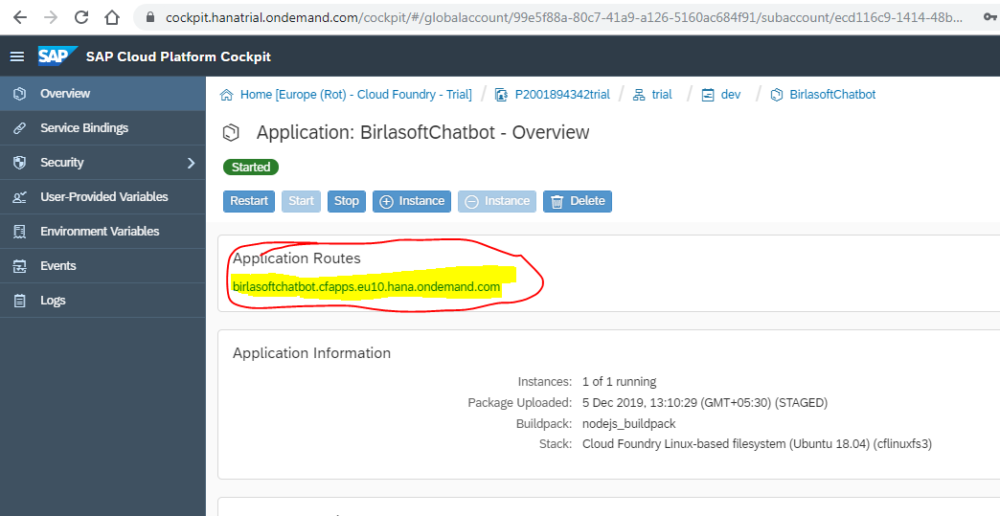 cockpit.hanatrial.ondemand.com/cockpit/#/globalaccount/99e5f88a-80c7-41a9-a126-5160ac684f91/subaccount/ecd116c9-1414-48b...
SAP SAP Cloud Platform Cockpit
Overview
Service Bindings
Security
User-Provided Variables
Environment Variables
Events
Logs
Home [Europe (Rot) - Cloud Foundry - Trial] / P2001894342trial / trial / dev / BirlasoftChatbot
Application: BirlasoftChatbot - Overview
Started
Restart Start Stop Instance Instance Delete
Application Routes
birlasoftchatbot.cfapps.eu10.hana.ondemand.com
Application Information
Instances: 1 of 1 running
Package Uploaded: 5 Dec 2019, 13:10:29 (GMT+05:30) (STAGED)
Buildpack: nodejs_buildpack
Stack: Cloud Foundry Linux-based filesystem (Ubuntu 18.04) (cflinuxfs3)